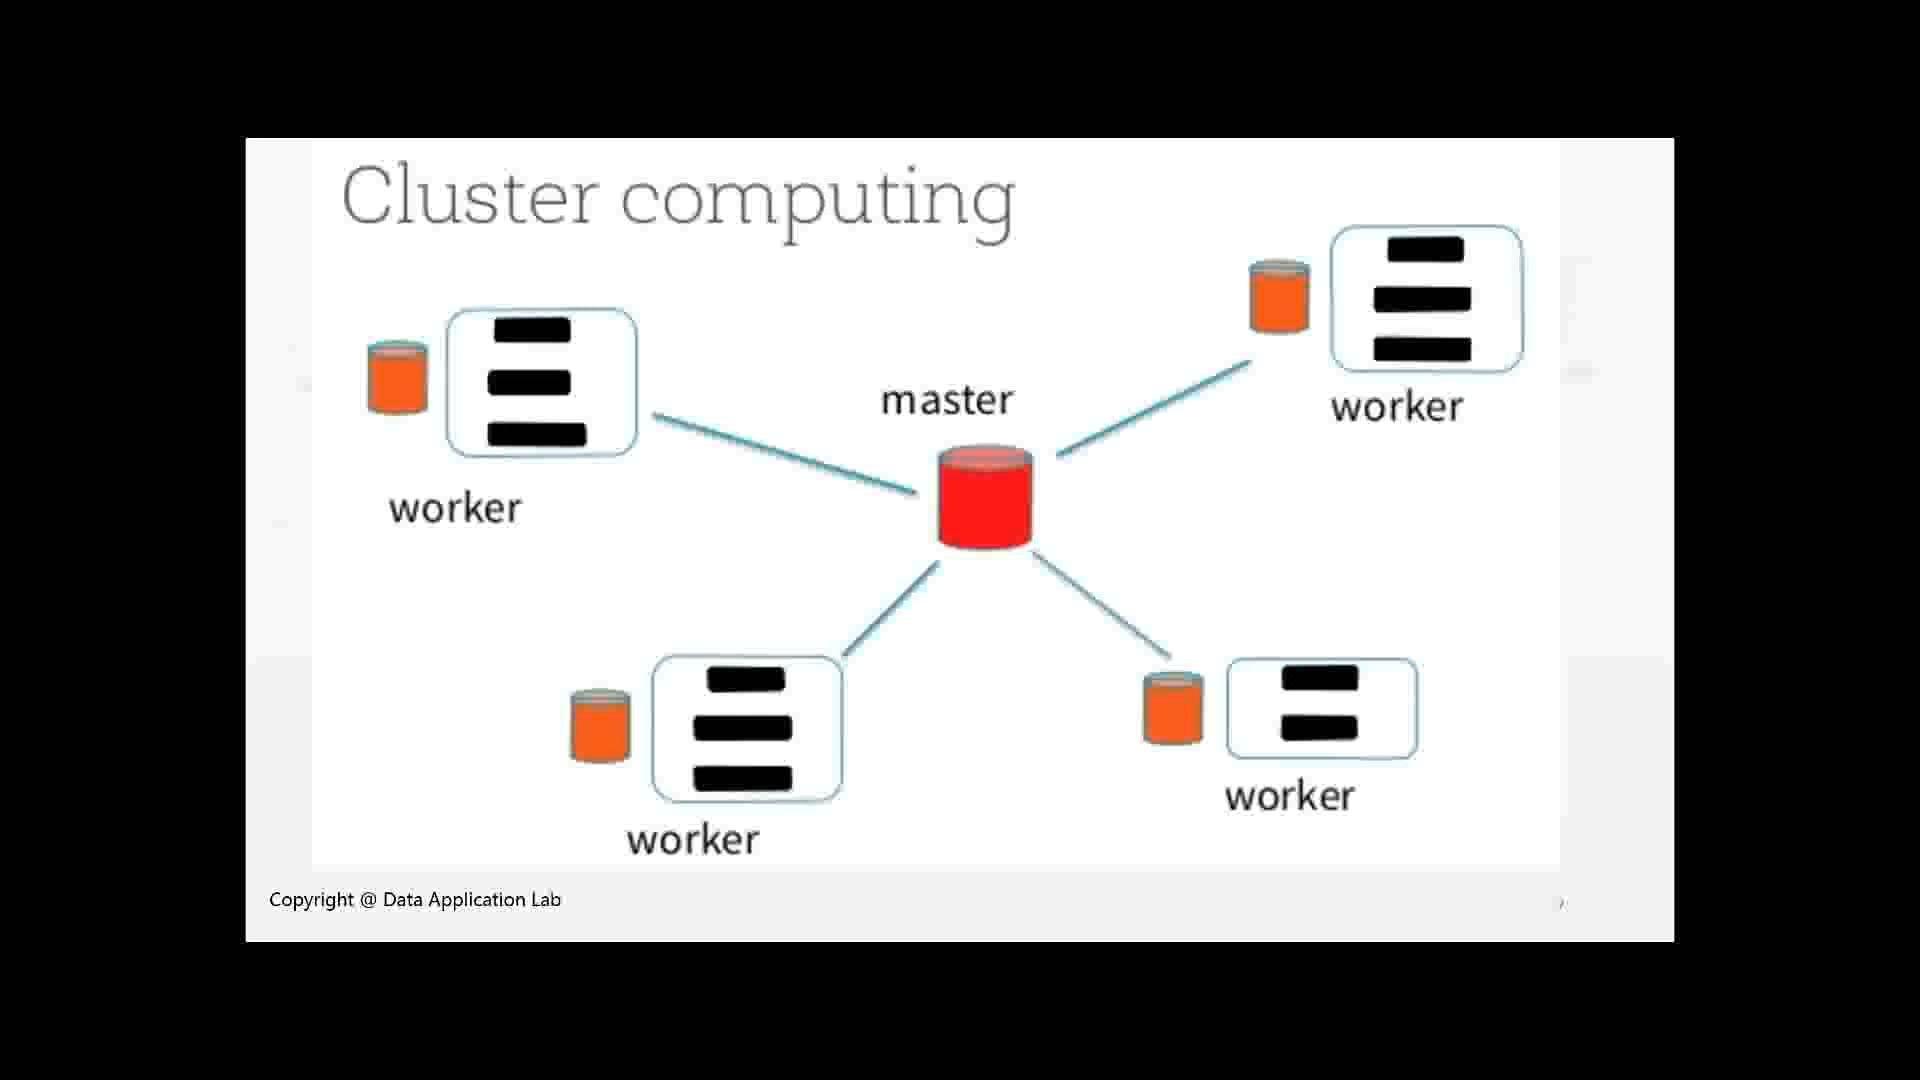 Cluster computing
master
worker
worker
worker
worker
Copyright @ Data Application Lab